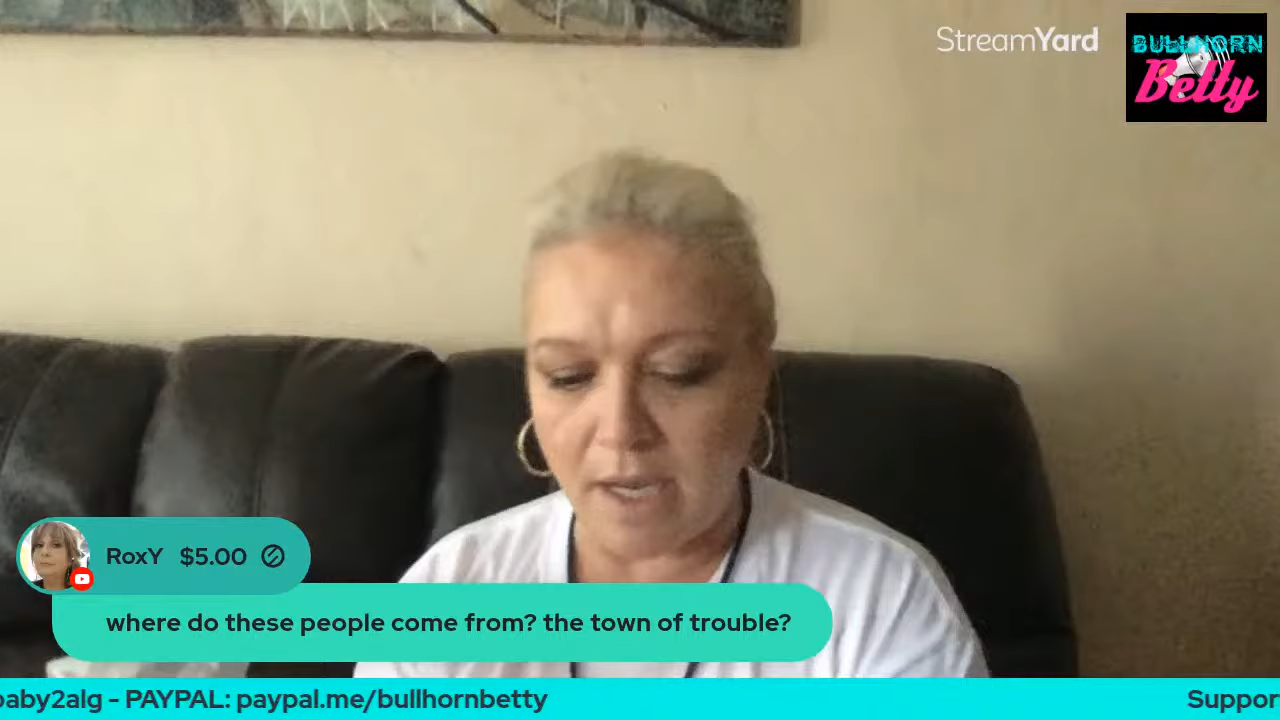 StreamYard
BULLHORN
Betty
RoxY $5.00
where do these people come from? the town of trouble?
baby2alg - PAYPAL: paypal.me/bullhornbetty
Suppor